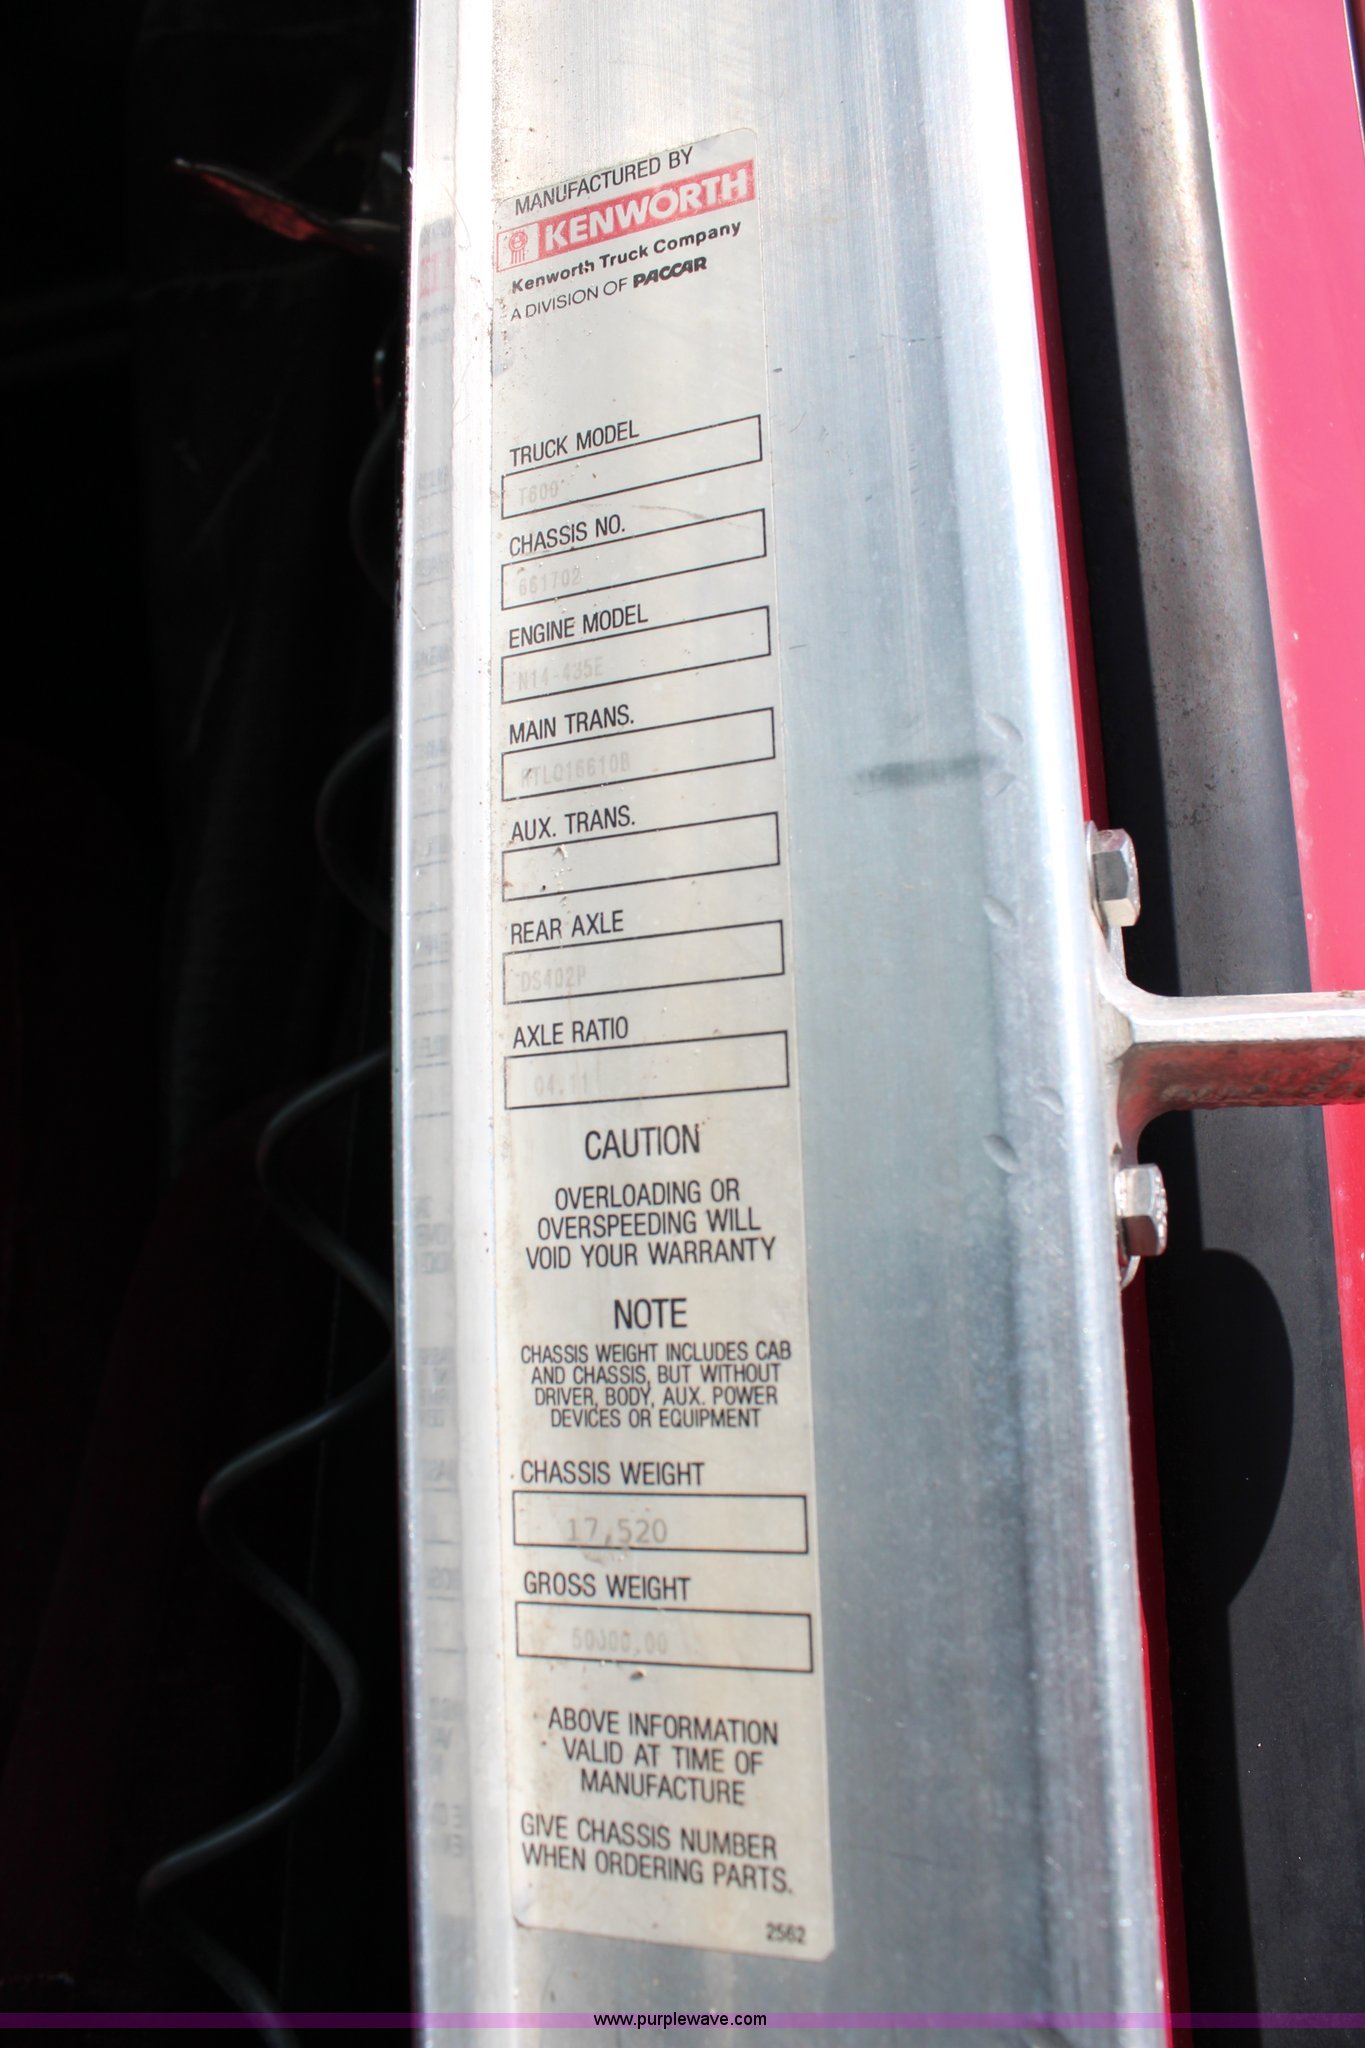 MANUFACTURED BY
KENWORTH
Kenworth Truck Company
A DIVISION OF PACCAR
TRUCK MODEL
T600
CHASSIS NO.
661702
ENGINE MODEL
N14-435E
MAIN TRANS.
RTLO16610B
AUX. TRANS.
REAR AXLE
DS402P
AXLE RATIO
04.11
CAUTION
OVERLOADING OR
OVERSPEEDING WILL
VOID YOUR WARRANTY
NOTE
CHASSIS WEIGHT INCLUDES CAB
AND CHASSIS, BUT WITHOUT
DRIVER, BODY, AUX. POWER
DEVICES OR EQUIPMENT
CHASSIS WEIGHT
17,520
GROSS WEIGHT
50000.00
ABOVE INFORMATION
VALID AT TIME OF
MANUFACTURE
GIVE CHASSIS NUMBER
WHEN ORDERING PARTS.
2562
www.purplewave.com